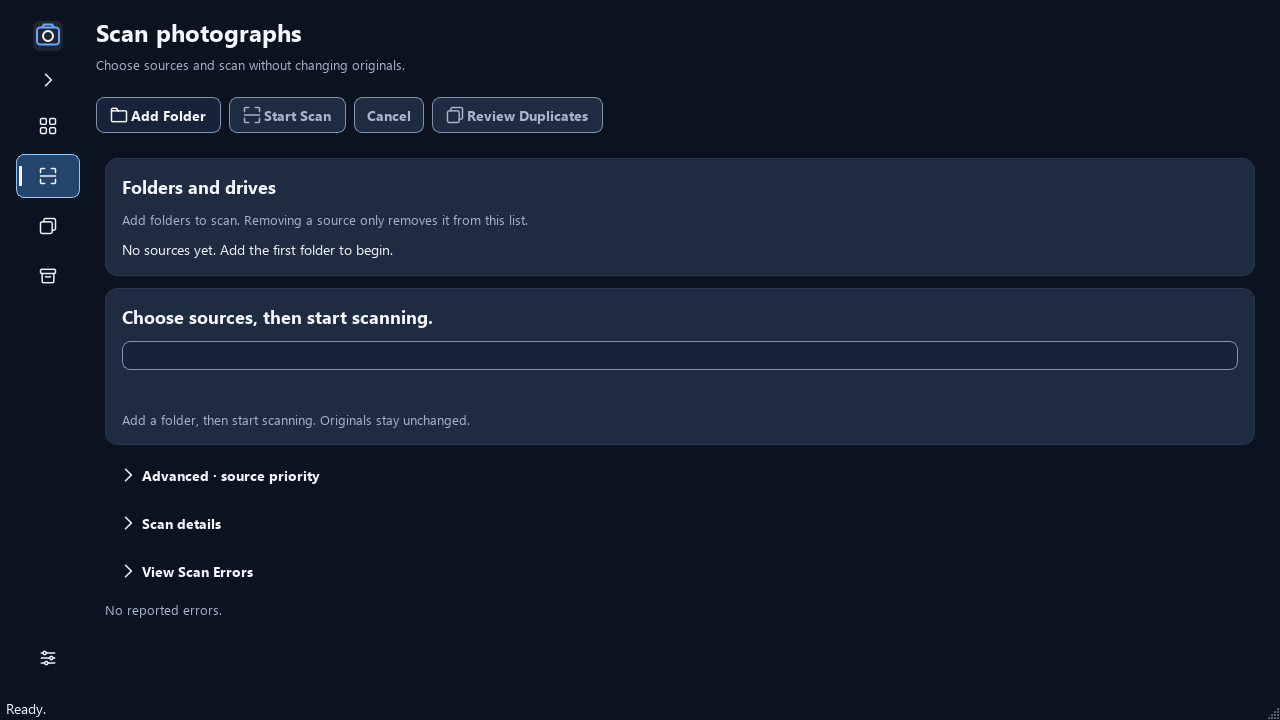 Scan photographs
Choose sources and scan without changing originals.
Add Folder
Start Scan
Cancel
Review Duplicates
Folders and drives
Add folders to scan. Removing a source only removes it from this list.
No sources yet. Add the first folder to begin.
Choose sources, then start scanning.
Add a folder, then start scanning. Originals stay unchanged.
Advanced · source priority
Scan details
View Scan Errors
No reported errors.
Ready.